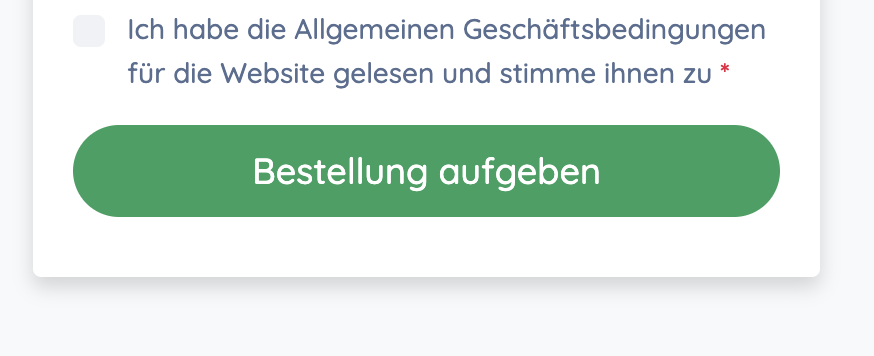 Ich habe die Allgemeinen Geschäftsbedingungen
für die Website gelesen und stimme ihnen zu *
Bestellung aufgeben